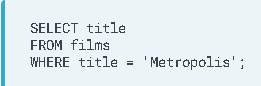 SELECT title
FROM films
WHERE title = 'Metropolis';